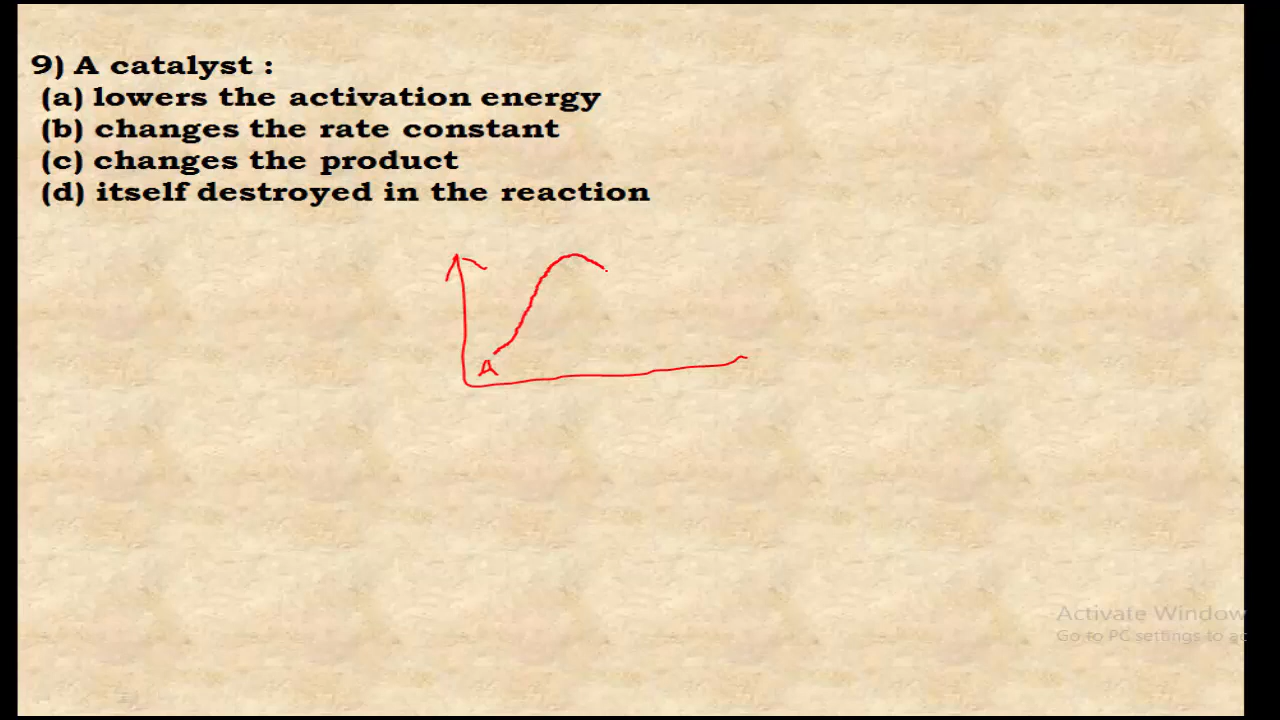 9) A catalyst :
(a) lowers the activation energy
(b) changes the rate constant
(c) changes the product
(d) itself destroyed in the reaction
A
Activate Window
Go to PC settings to ac